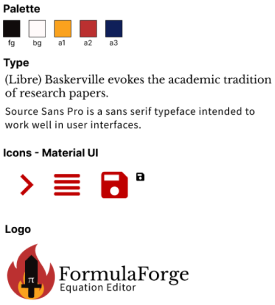 Palette
fg bg a1 a2 a3
Type
(Libre) Baskerville evokes the academic tradition
of research papers.
Source Sans Pro is a sans serif typeface intended to
work well in user interfaces.
Icons - Material UI
Logo
π
FormulaForge
Equation Editor